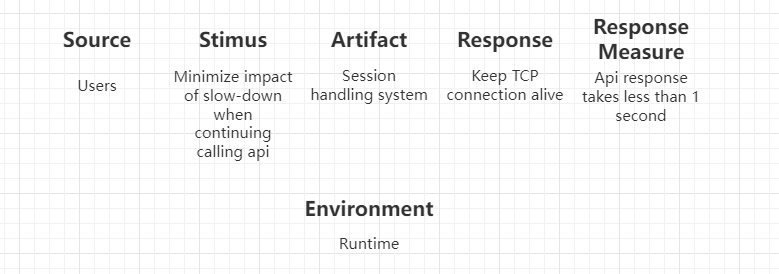 Source
Users
Stimus
Minimize impact
of slow-down
when
continuing
calling api
Artifact
Session
handling system
Response
Keep TCP
connection alive
Response
Measure
Api response
takes less than 1
second
Environment
Runtime